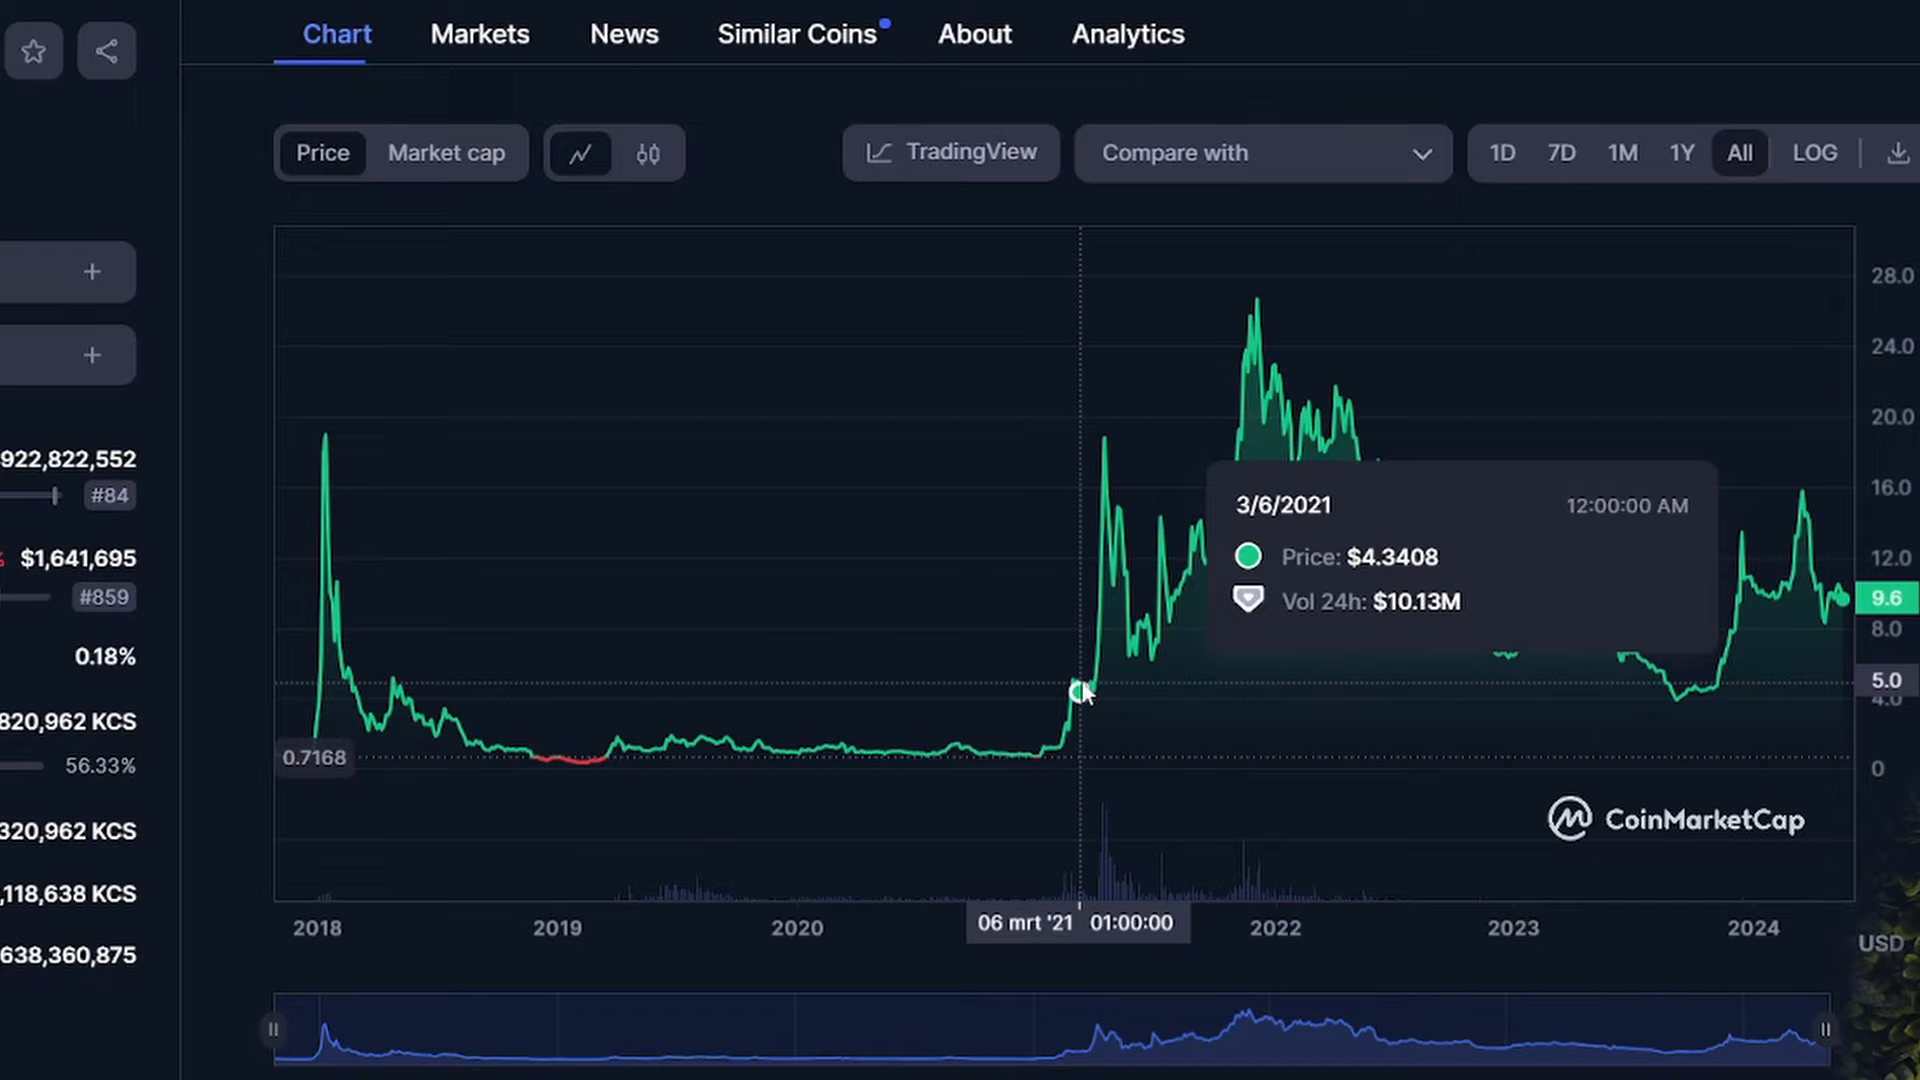 Chart Markets News Similar Coins About Analytics
Price Market cap TradingView Compare with 1D 7D 1M 1Y All LOG
28.0
24.0
20.0
16.0
12.0
9.6
8.0
5.0
4.0
0
0.7168
3/6/2021 12:00:00 AM
Price: $4.3408
Vol 24h: $10.13M
CoinMarketCap
2018 2019 2020 06 mrt '21 01:00:00 2022 2023 2024
USD
922,822,552
#84
% $1,641,695
#859
0.18%
820,962 KCS
56.33%
320,962 KCS
,118,638 KCS
638,360,875